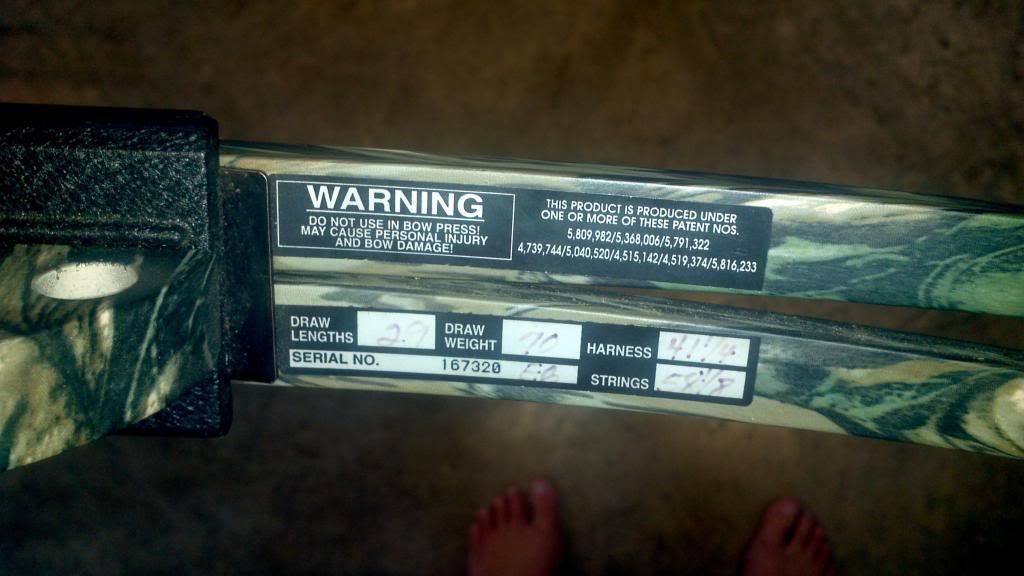 WARNING
DO NOT USE IN BOW PRESS!
MAY CAUSE PERSONAL INJURY
AND BOW DAMAGE!
THIS PRODUCT IS PRODUCED UNDER
ONE OR MORE OF THESE PATENT NOS.
5,809,982/5,368,006/5,791,322
4,739,744/5,040,520/4,515,142/4,519,374/5,816,233
DRAW LENGTHS 29
DRAW WEIGHT 70
SERIAL NO. 167320
HARNESS
STRINGS